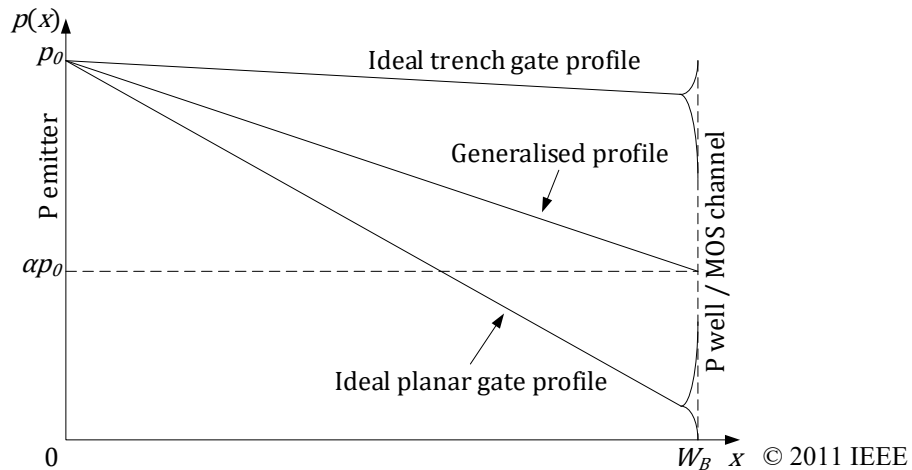 p(x)
p₀
Ideal trench gate profile
P emitter
Generalised profile
αp₀
P well / MOS channel
Ideal planar gate profile
0
W_B
x
© 2011 IEEE